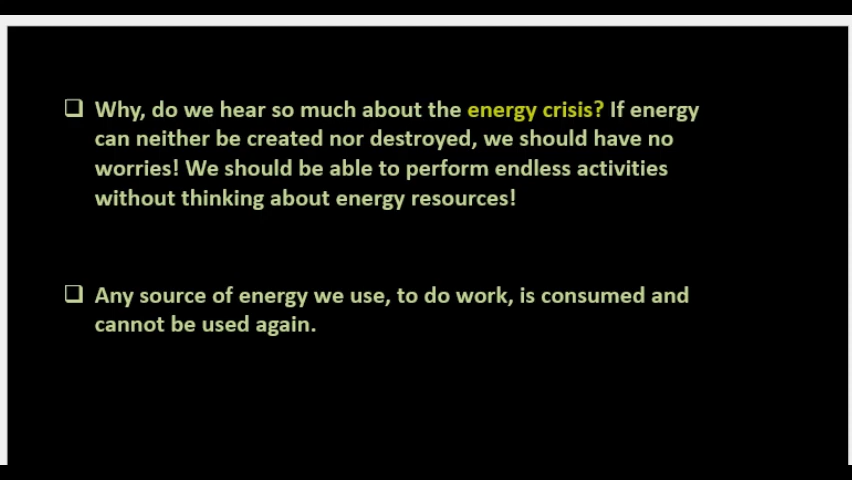 ❑ Why, do we hear so much about the energy crisis? If energy
can neither be created nor destroyed, we should have no
worries! We should be able to perform endless activities
without thinking about energy resources!
❑ Any source of energy we use, to do work, is consumed and
cannot be used again.